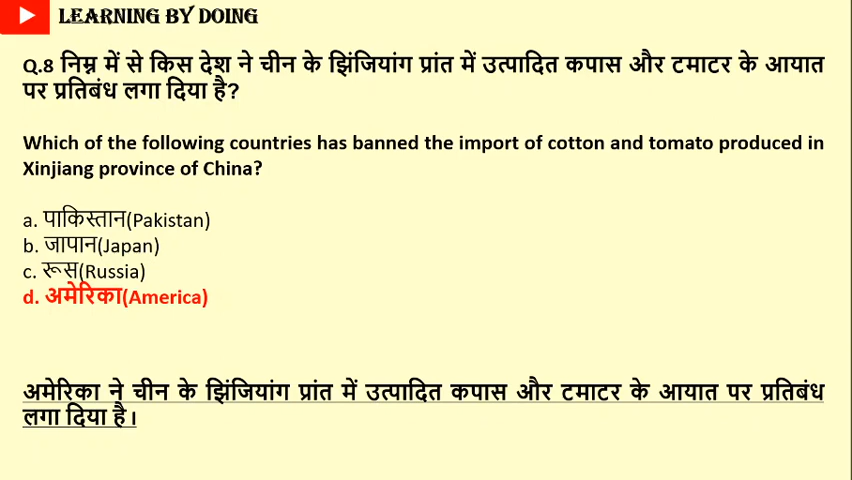 LEARNING BY DOING
Q.8 निम्न में से किस देश ने चीन के झिंजियांग प्रांत में उत्पादित कपास और टमाटर के आयात
पर प्रतिबंध लगा दिया है?
Which of the following countries has banned the import of cotton and tomato produced in
Xinjiang province of China?
a. पाकिस्तान(Pakistan)
b. जापान(Japan)
c. रूस(Russia)
d. अमेरिका(America)
अमेरिका ने चीन के झिंजियांग प्रांत में उत्पादित कपास और टमाटर के आयात पर प्रतिबंध
लगा दिया है।